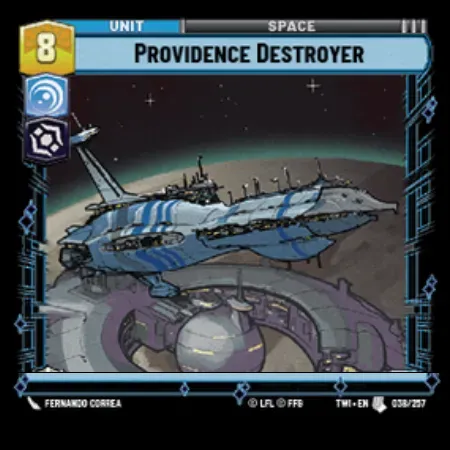 UNIT SPACE
8 PROVIDENCE DESTROYER
FERNANDO CORREA © LFL © FFG TWI • EN 038/257